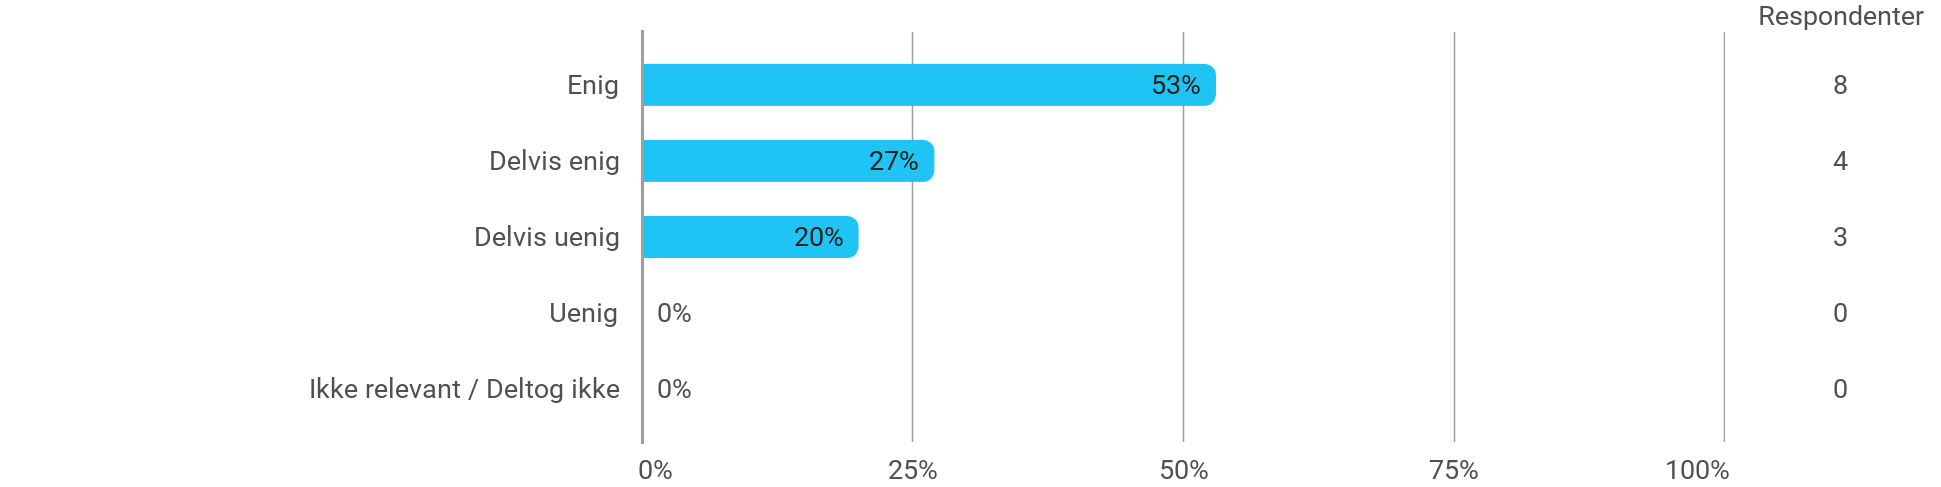 Respondenter
Enig 53% 8
Delvis enig 27% 4
Delvis uenig 20% 3
Uenig 0% 0
Ikke relevant / Deltog ikke 0% 0
0% 25% 50% 75% 100%